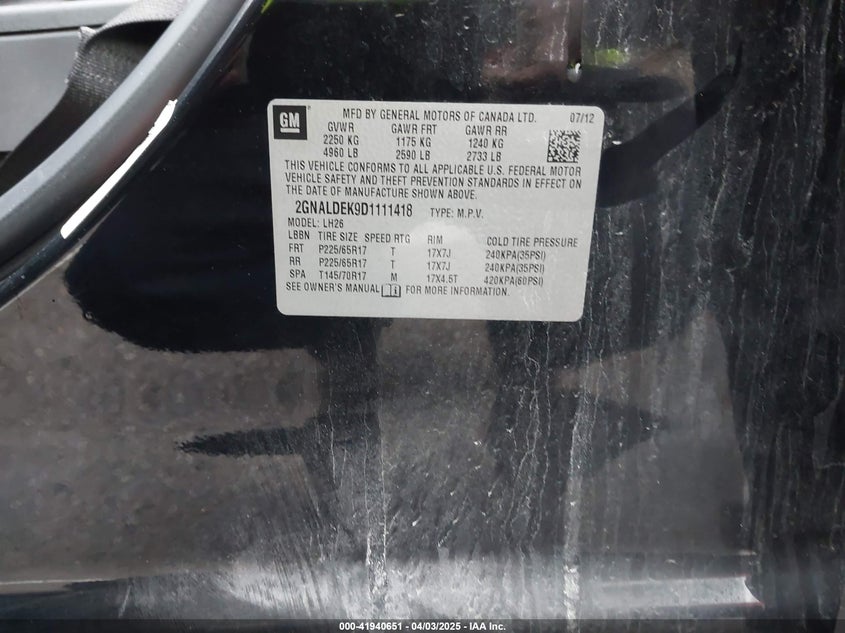 GM
MFD BY GENERAL MOTORS OF CANADA LTD. 07/12
GVWR GAWR FRT GAWR RR
2250 KG 1175 KG 1240 KG
4960 LB 2590 LB 2733 LB
THIS VEHICLE CONFORMS TO ALL APPLICABLE U.S. FEDERAL MOTOR
VEHICLE SAFETY AND THEFT PREVENTION STANDARDS IN EFFECT ON
THE DATE OF MANUFACTURE SHOWN ABOVE.
2GNALDEK9D1111418 TYPE: M.P.V.
MODEL: LH26
LBBN TIRE SIZE SPEED RTG RIM COLD TIRE PRESSURE
FRT P225/65R17 T 17X7J 240KPA(35PSI)
RR P225/65R17 T 17X7J 240KPA(35PSI)
SPA T145/70R17 M 17X4.5T 420KPA(60PSI)
SEE OWNER'S MANUAL FOR MORE INFORMATION.
000-41940651 - 04/03/2025 - IAA Inc.